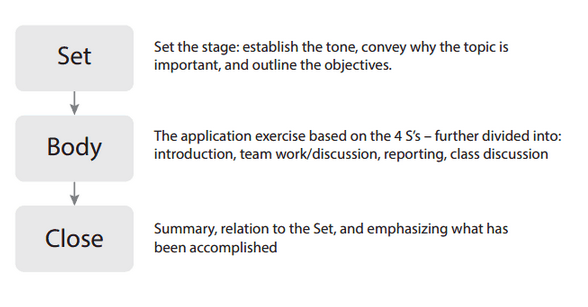 Set
Set the stage: establish the tone, convey why the topic is
important, and outline the objectives.
Body
The application exercise based on the 4 S's – further divided into:
introduction, team work/discussion, reporting, class discussion
Close
Summary, relation to the Set, and emphasizing what has
been accomplished